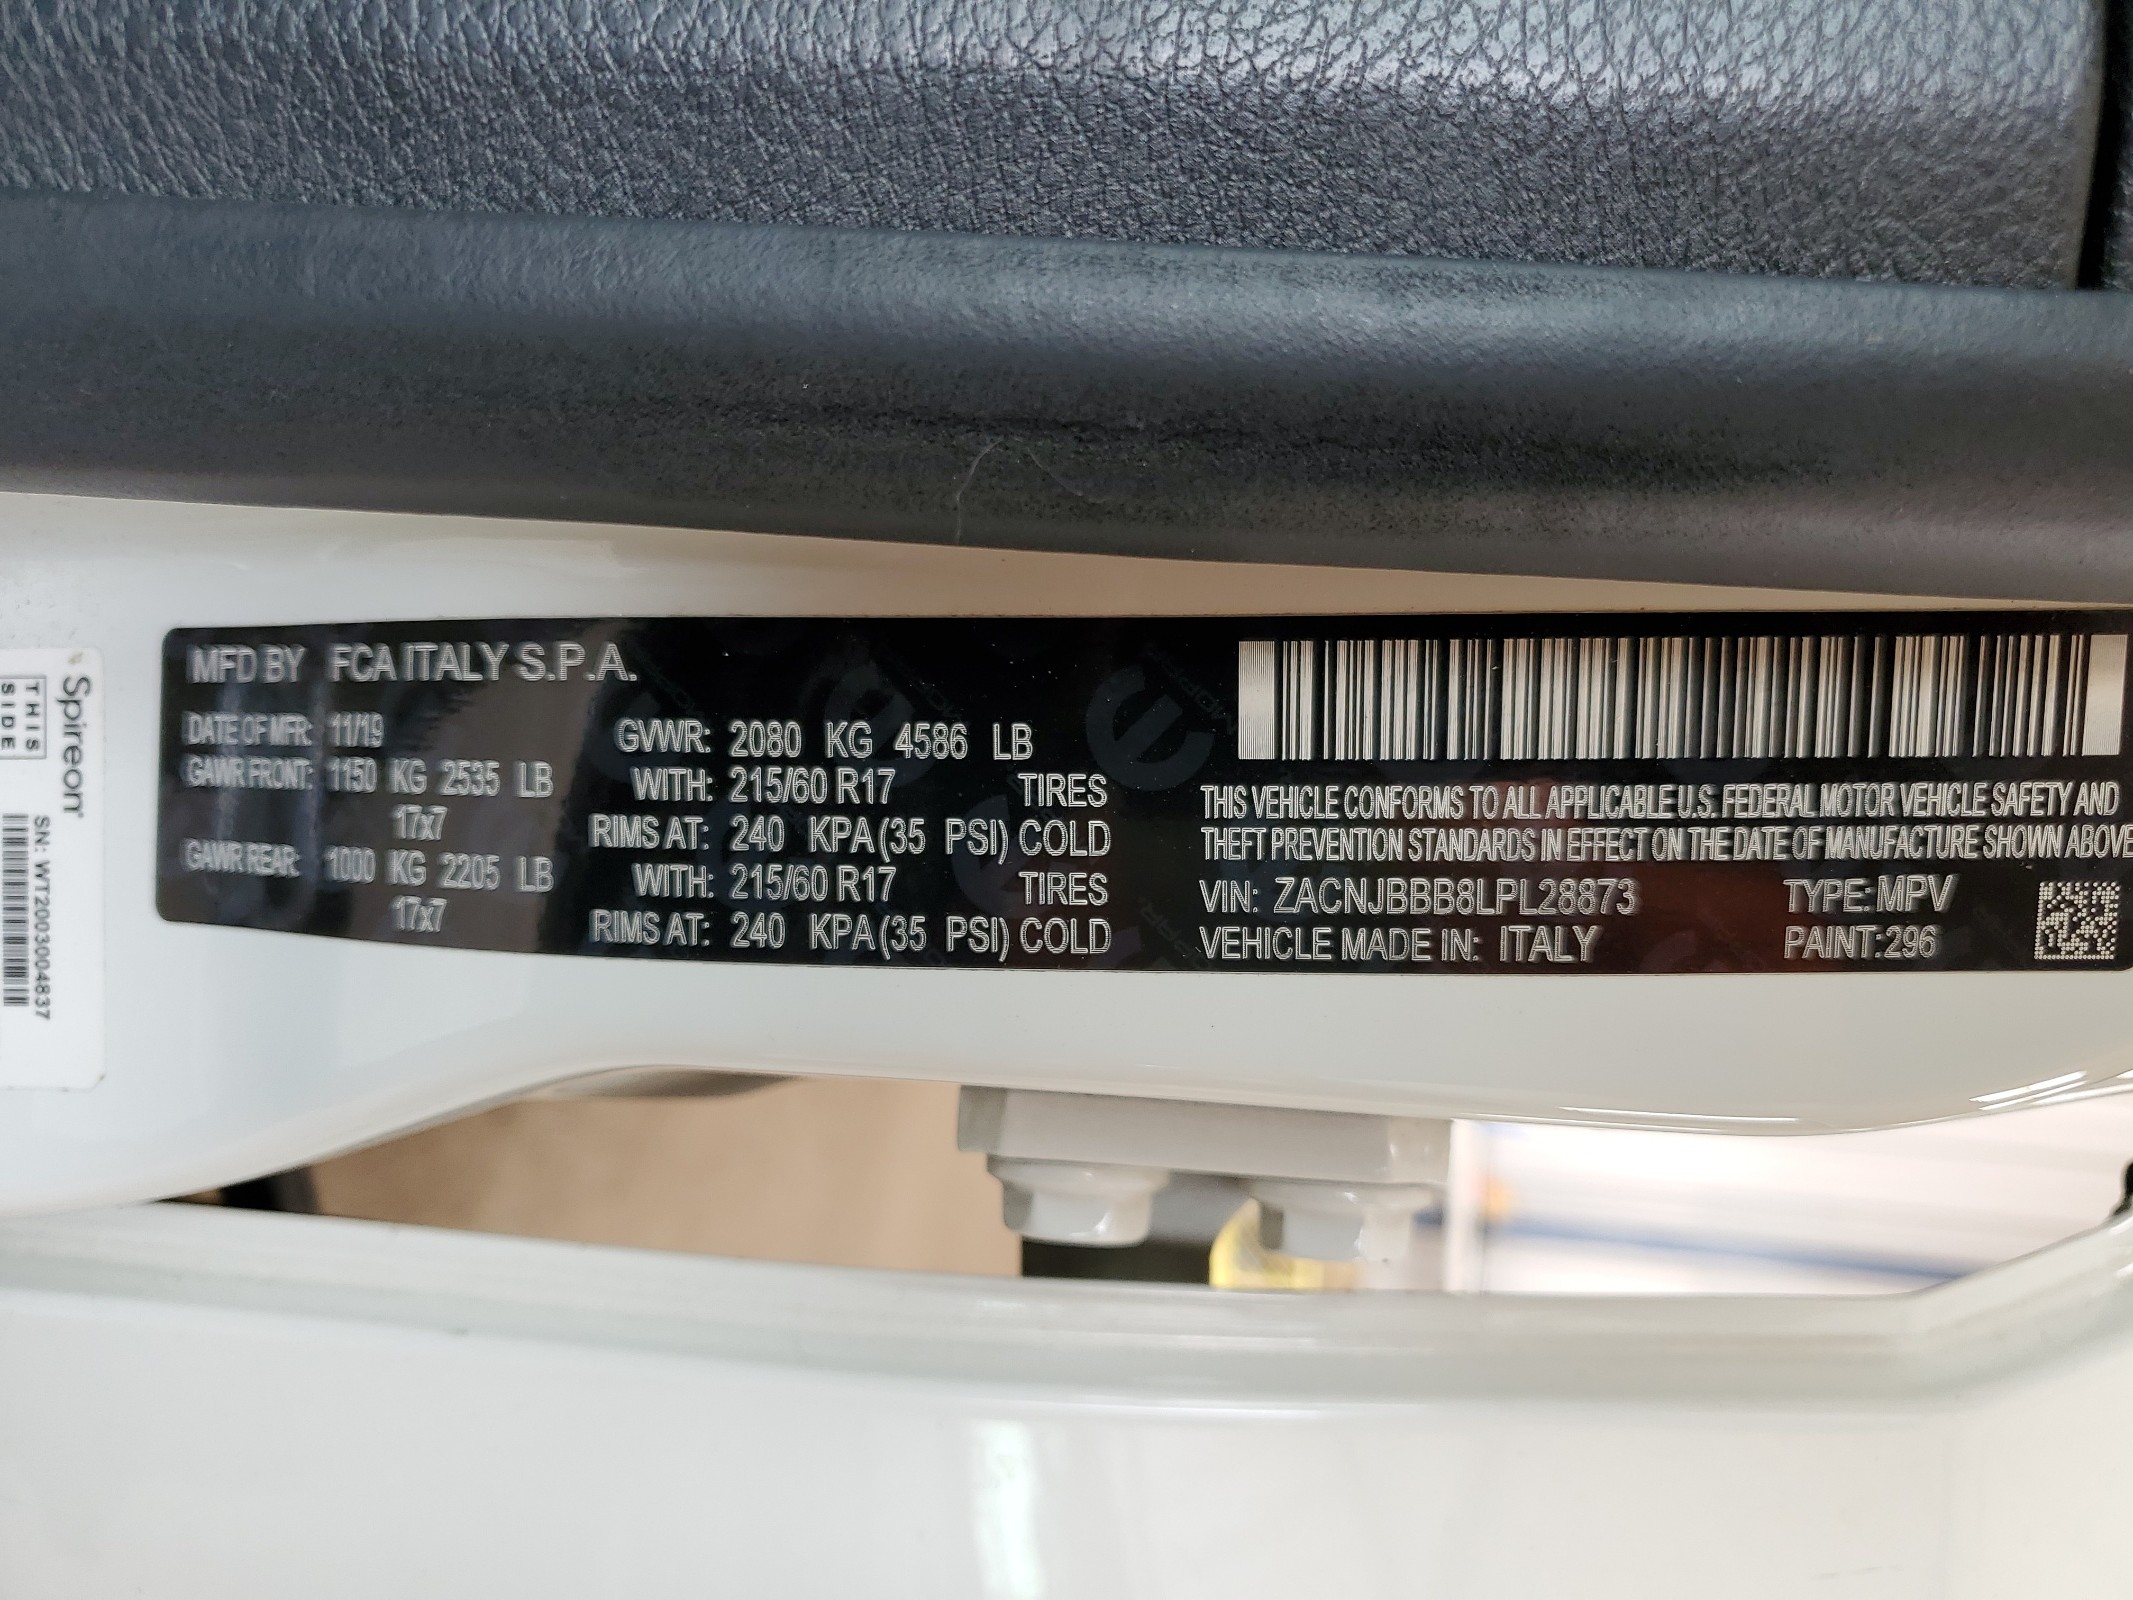 MFD BY FCA ITALY S.P.A.
DATE OF MFR: 11/19
GAWR FRONT: 1150 KG 2535 LB
17x7
GAWR REAR: 1000 KG 2205 LB
17x7
GVWR: 2080 KG 4586 LB
WITH: 215/60 R17 TIRES
RIMS AT: 240 KPA (35 PSI) COLD
WITH: 215/60 R17 TIRES
RIMS AT: 240 KPA (35 PSI) COLD
THIS VEHICLE CONFORMS TO ALL APPLICABLE U.S. FEDERAL MOTOR VEHICLE SAFETY AND
THEFT PREVENTION STANDARDS IN EFFECT ON THE DATE OF MANUFACTURE SHOWN ABOVE
VIN: ZACNJBBB8LPL28873 TYPE: MPV
VEHICLE MADE IN: ITALY PAINT: 296
Spireon
THIS
SIDE
SN: WT2003004837